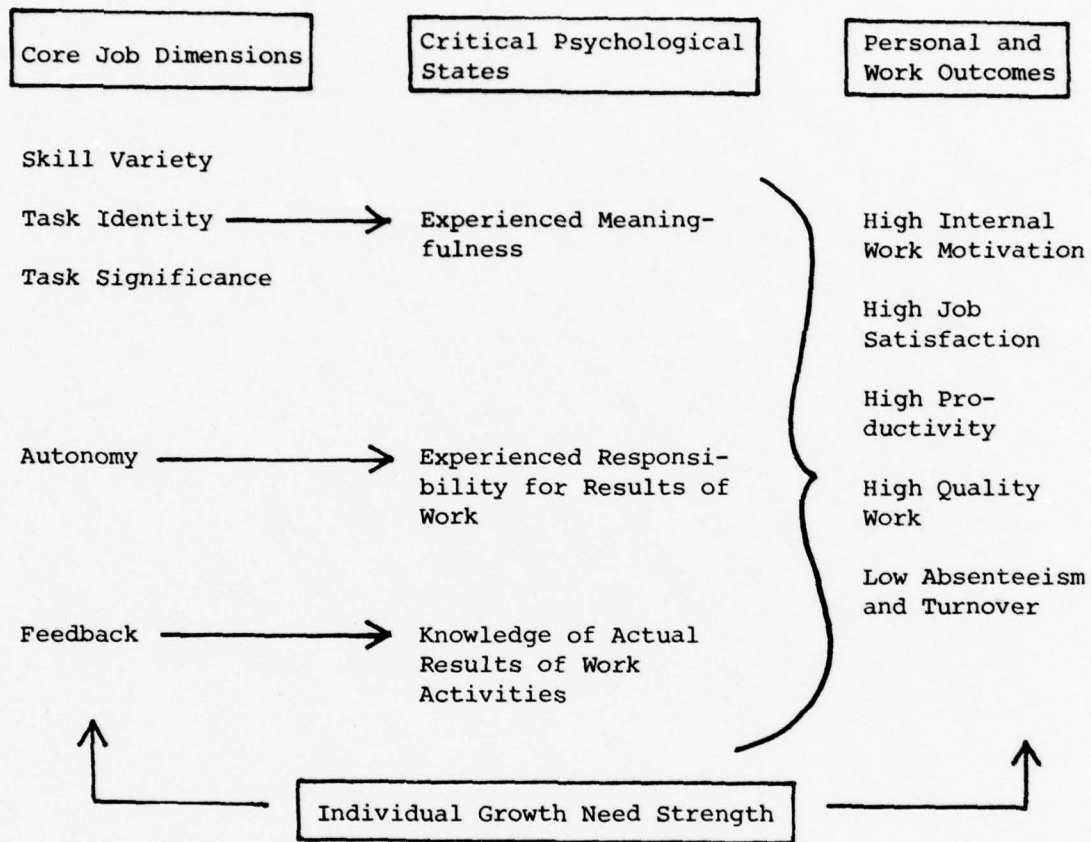 Core Job Dimensions
Critical Psychological
States
Personal and
Work Outcomes
Skill Variety
Task Identity
Task Significance
Experienced Meaning-
fulness
Autonomy
Experienced Responsi-
bility for Results of
Work
Feedback
Knowledge of Actual
Results of Work
Activities
High Internal
Work Motivation
High Job
Satisfaction
High Pro-
ductivity
High Quality
Work
Low Absenteeism
and Turnover
Individual Growth Need Strength